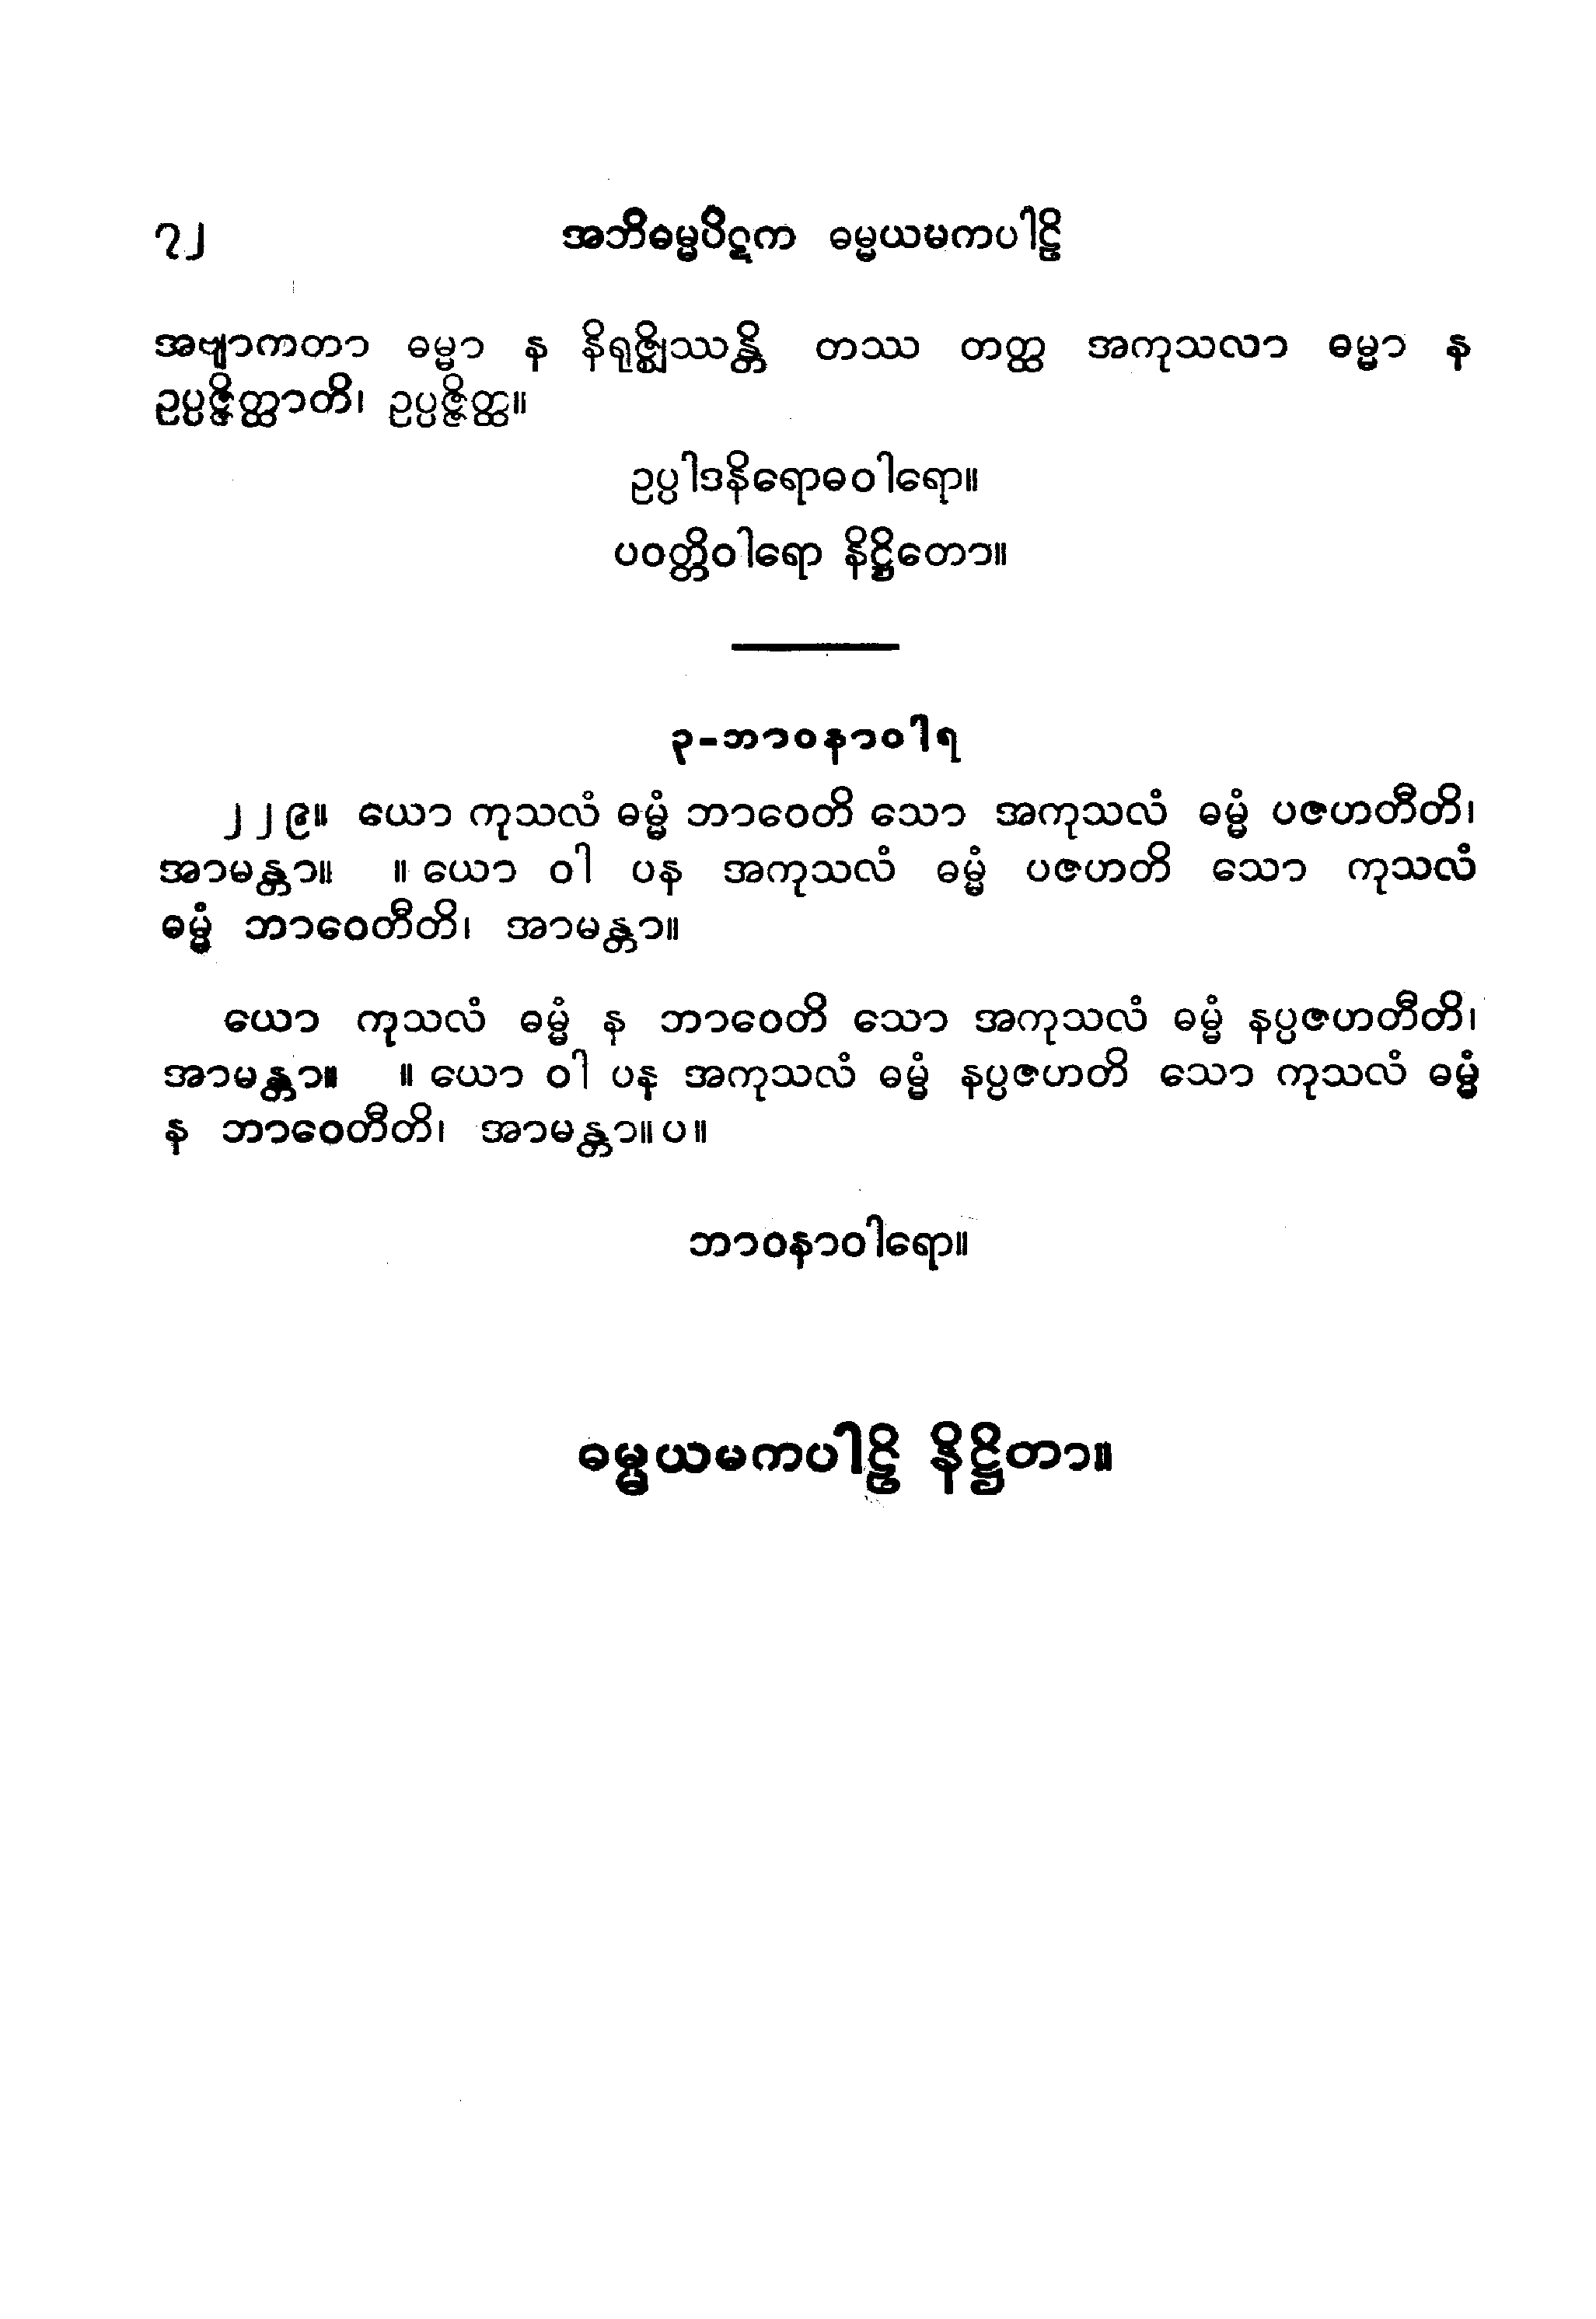 ၇၂ အဘိဓမ္မပိဋက ဓမ္မယမကပါဠိ
အဗျာကတာ ဓမ္မာ န နိရုဇ္ဈိဿန္တိ တဿ တတ္ထ အကုသလာ ဓမ္မာ န
ဥပ္ပဇ္ဇိတ္ထာတိ၊ ဥပ္ပဇ္ဇိတ္ထ။
ဥပ္ပါဒနိရောဓဝါရော။
ပဝတ္တိဝါရော နိဋ္ဌိတော။
၃-ဘာဝနာဝါရ
၂၂၉။ ယော ကုသလံ ဓမ္မံ ဘာဝေတိ သော အကုသလံ ဓမ္မံ ပဇဟတီတိ၊
အာမန္တာ။ ။ ယော ဝါ ပန အကုသလံ ဓမ္မံ ပဇဟတိ သော ကုသလံ
ဓမ္မံ ဘာဝေတီတိ၊ အာမန္တာ။
ယော ကုသလံ ဓမ္မံ န ဘာဝေတိ သော အကုသလံ ဓမ္မံ နပ္ပဇဟတီတိ၊
အာမန္တာ။ ။ ယော ဝါ ပန အကုသလံ ဓမ္မံ နပ္ပဇဟတိ သော ကုသလံ ဓမ္မံ
န ဘာဝေတီတိ၊ အာမန္တာ။ ပ။
ဘာဝနာဝါရော။
ဓမ္မယမကပါဠိ နိဋ္ဌိတာ။